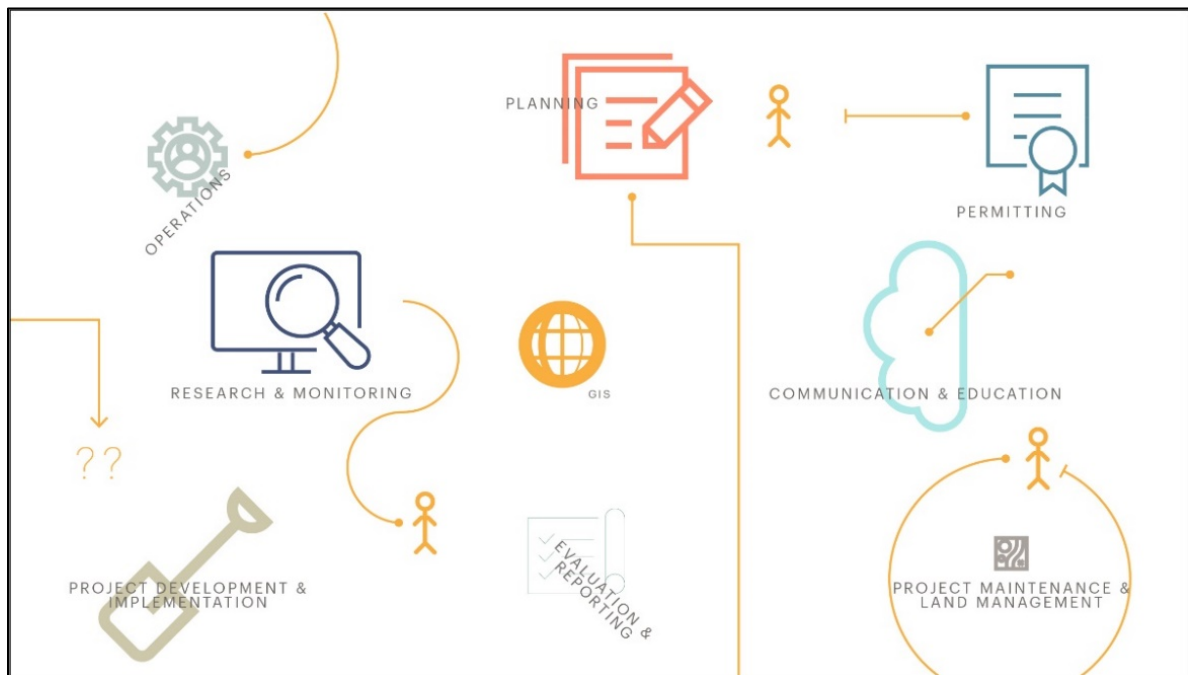 PLANNING
OPERATIONS
PERMITTING
RESEARCH & MONITORING
GIS
COMMUNICATION & EDUCATION
??
PROJECT DEVELOPMENT &
IMPLEMENTATION
EVALUATION &
REPORTING
PROJECT MAINTENANCE &
LAND MANAGEMENT